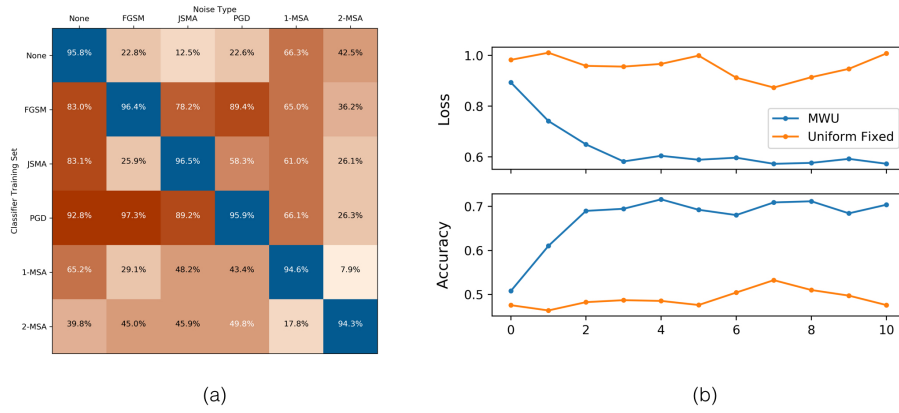 Noise Type
None FGSM JSMA PGD 1-MSA 2-MSA
Classifier Training Set
None 95.8% 22.8% 12.5% 22.6% 66.3% 42.5%
FGSM 83.0% 96.4% 78.2% 89.4% 65.0% 36.2%
JSMA 83.1% 25.9% 96.5% 58.3% 61.0% 26.1%
PGD 92.8% 97.3% 89.2% 95.9% 66.1% 26.3%
1-MSA 65.2% 29.1% 48.2% 43.4% 94.6% 7.9%
2-MSA 39.8% 45.0% 45.9% 49.8% 17.8% 94.3%
(a)
Loss
1.0
0.8
0.6
MWU
Uniform Fixed
Accuracy
0.7
0.6
0.5
0 2 4 6 8 10
(b)